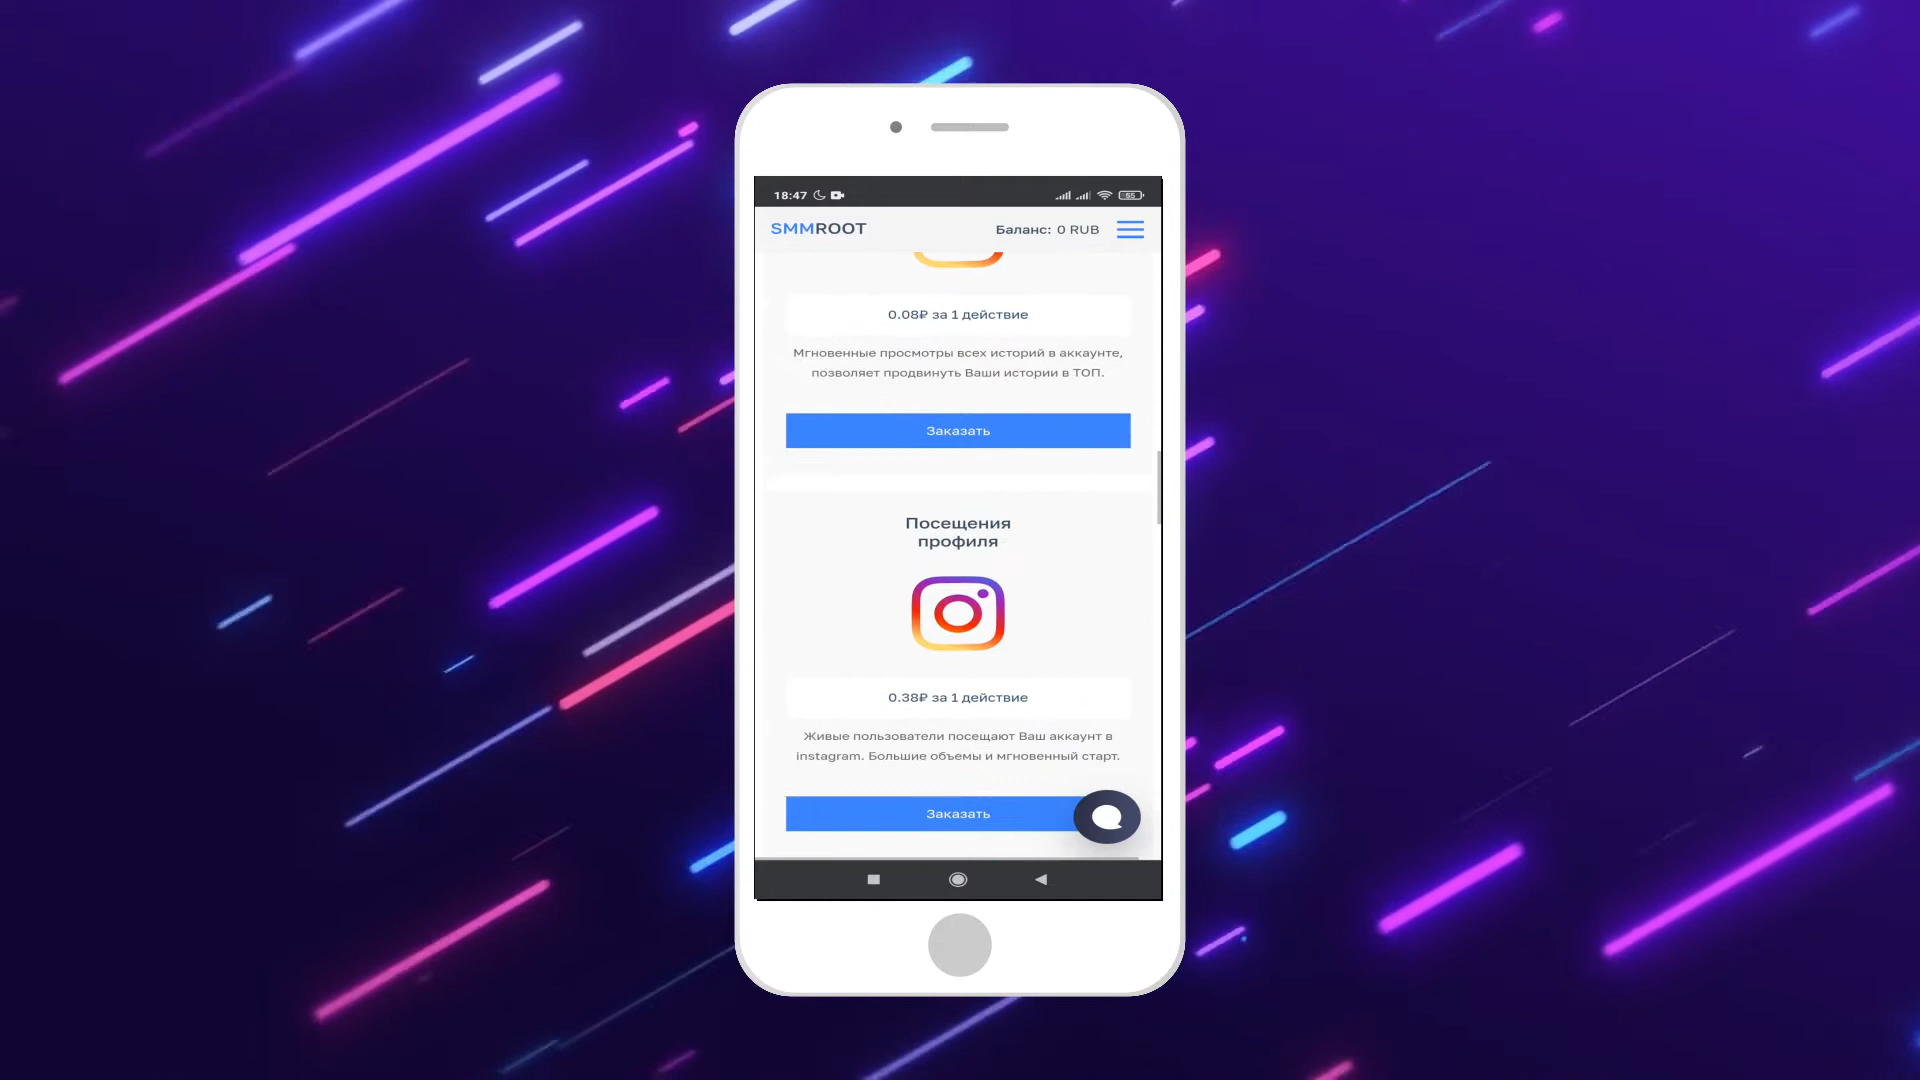 18:47
55
SMMROOT
Баланс: 0 RUB
0.08₽ за 1 действие
Мгновенные просмотры всех историй в аккаунте,
позволяет продвинуть Ваши истории в ТОП.
Заказать
Посещения
профиля
0.38₽ за 1 действие
Живые пользователи посещают Ваш аккаунт в
instagram. Большие объемы и мгновенный старт.
Заказать